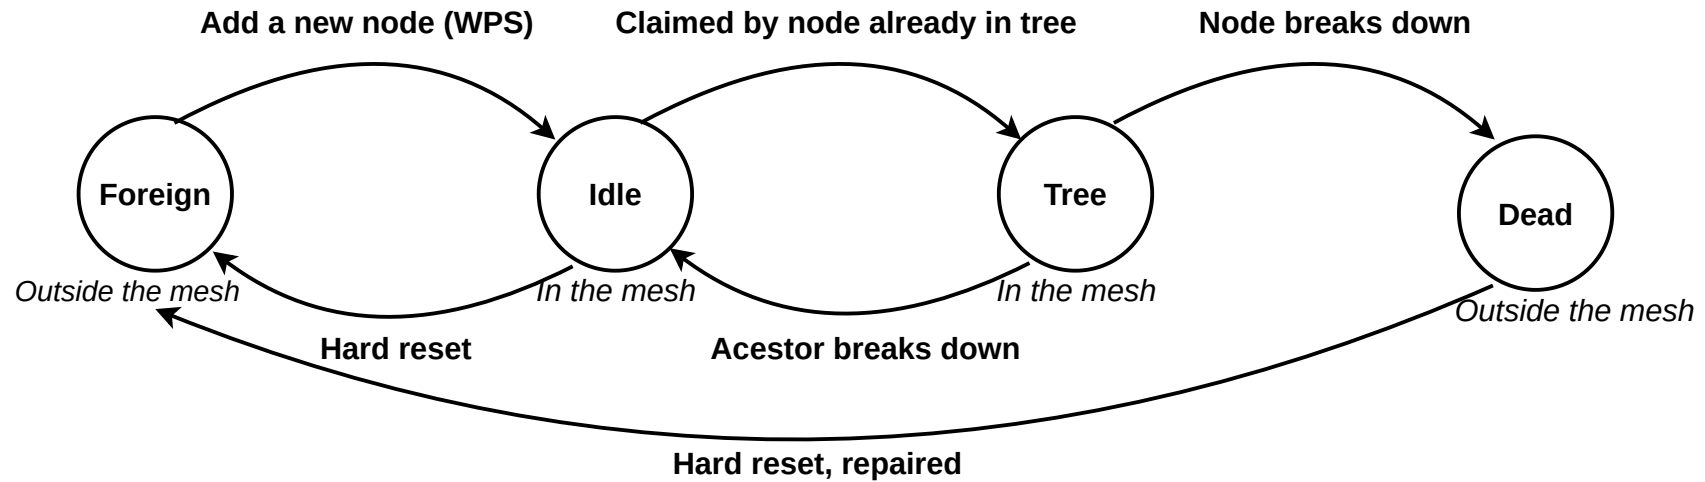 Add a new node (WPS)
Claimed by node already in tree
Node breaks down
Foreign
Idle
Tree
Dead
Outside the mesh
In the mesh
In the mesh
Outside the mesh
Hard reset
Acestor breaks down
Hard reset, repaired